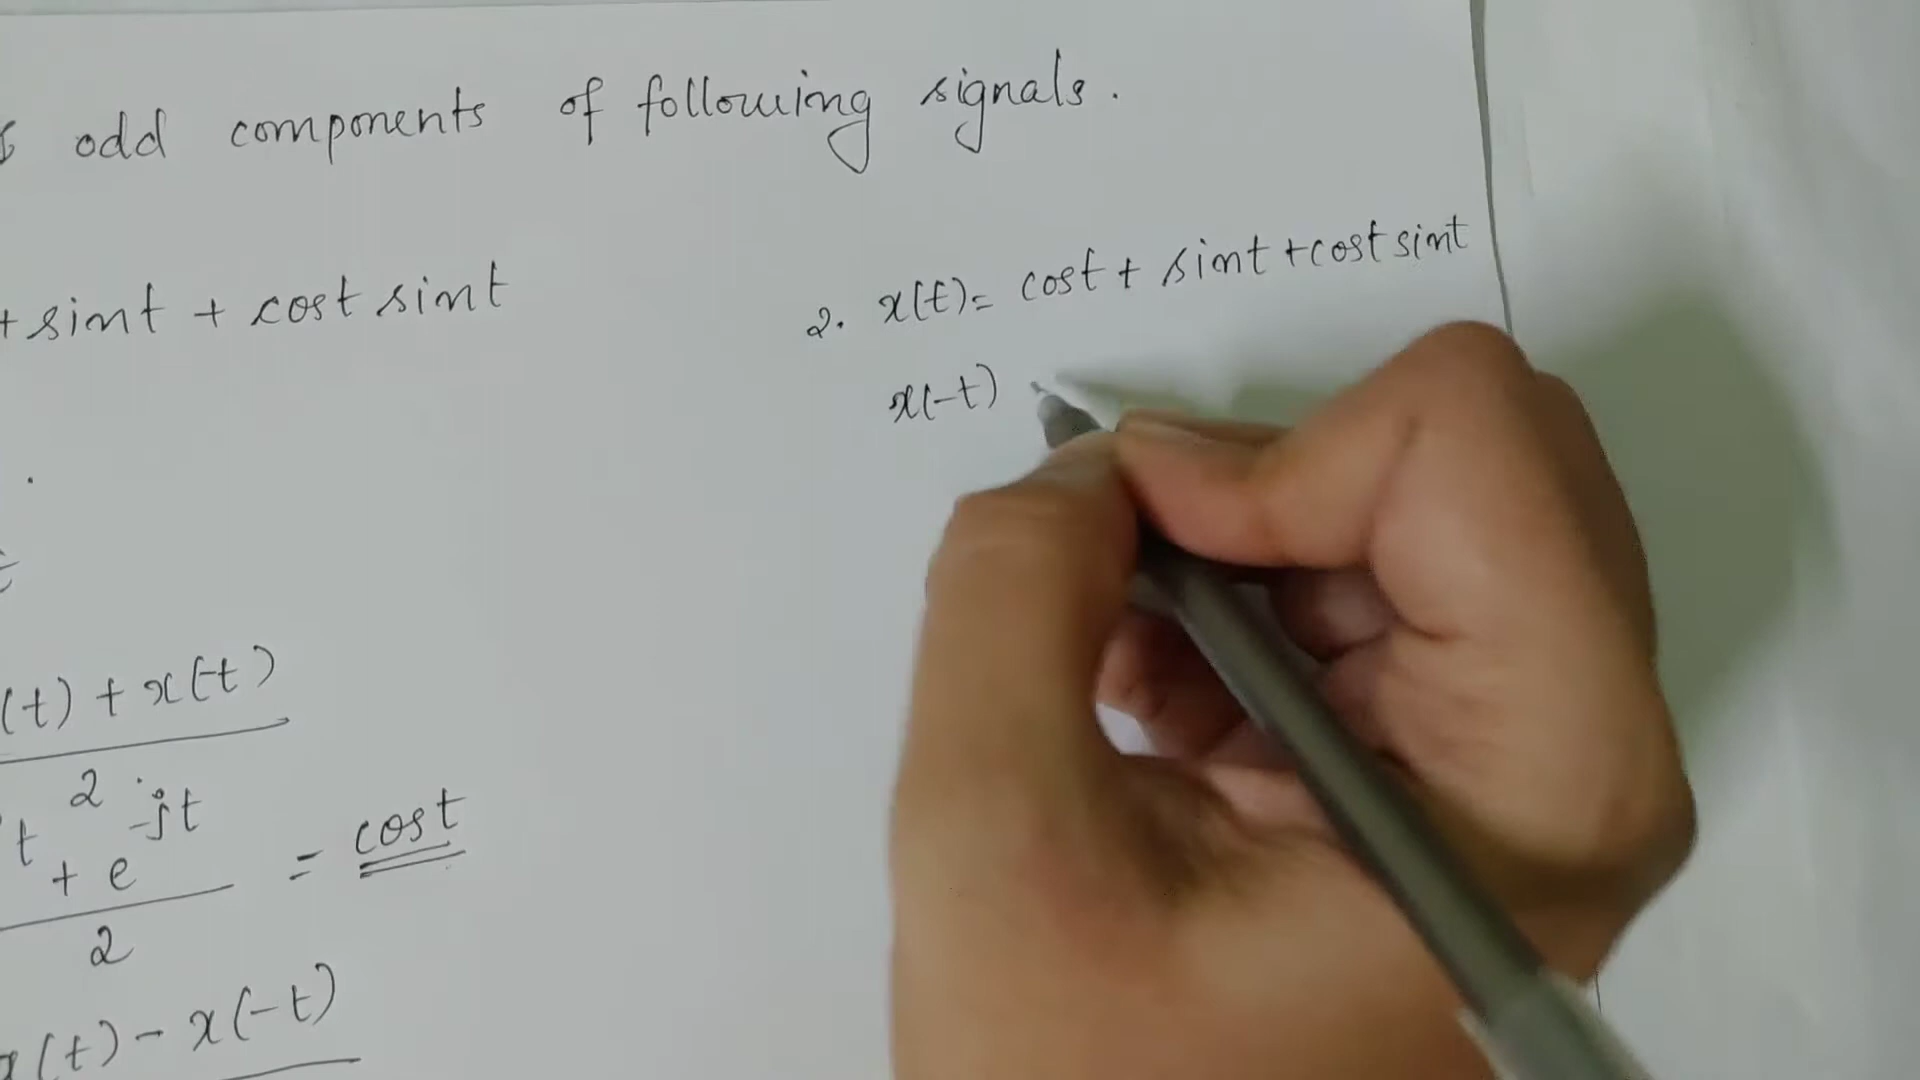 odd components of following signals.
+ sint + cost sint
2. x(t)= cost + sint +cost sint
x(-t)
(t) + x(-t)
2
t + e^-jt
2
= cost
x(t) - x(-t)